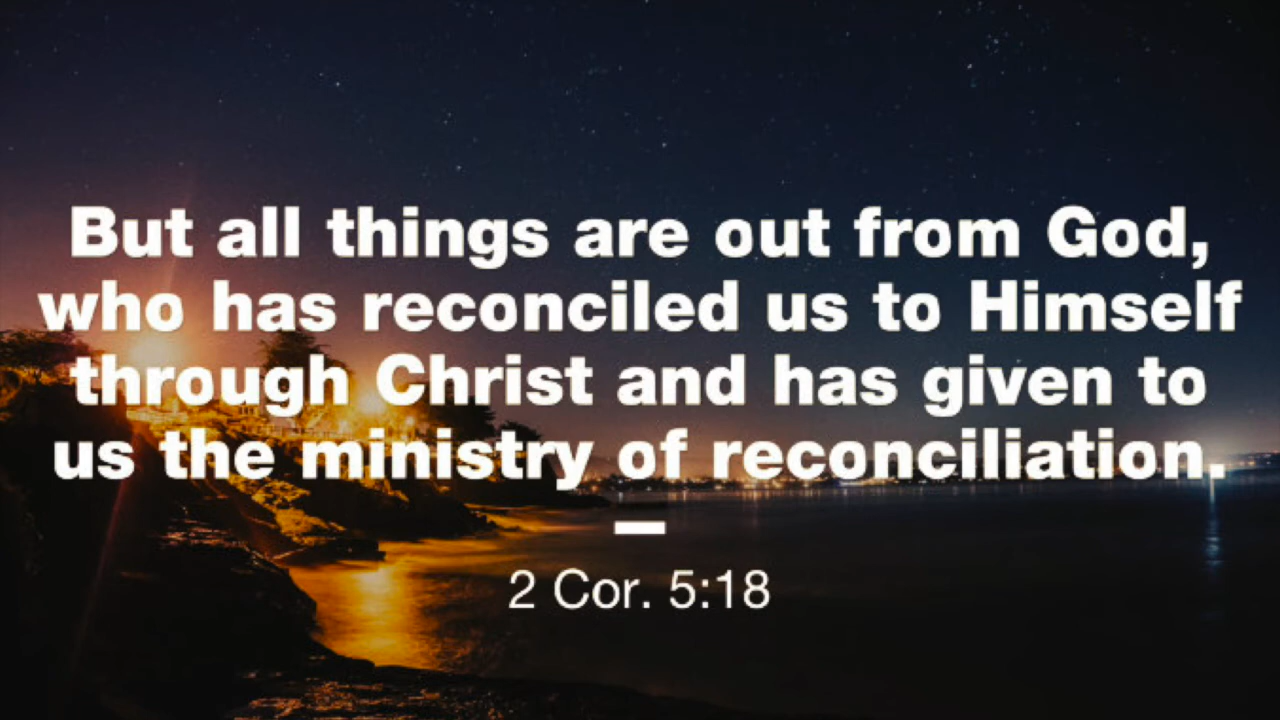 But all things are out from God,
who has reconciled us to Himself
through Christ and has given to
us the ministry of reconciliation.
2 Cor. 5:18